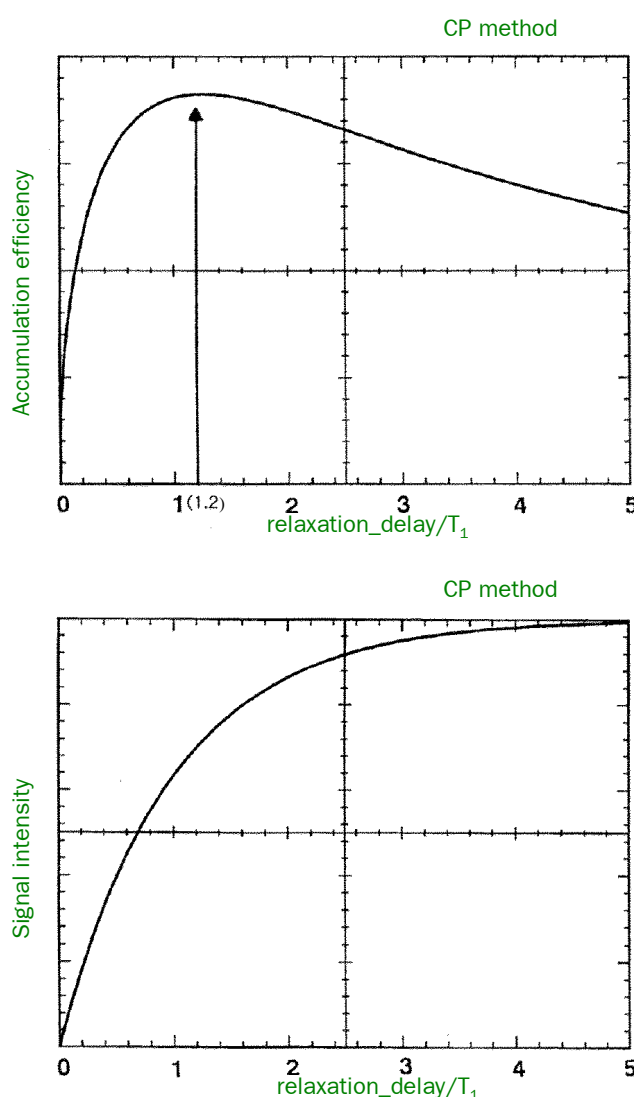 CP method
Accumulation efficiency
0 1(1.2) 2 3 4 5
relaxation_delay/T₁
CP method
Signal intensity
0 1 2 3 4 5
relaxation_delay/T₁